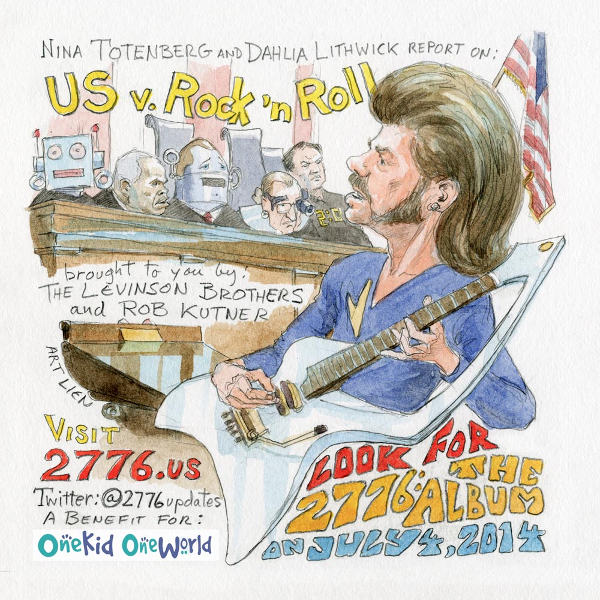 NINA TOTENBERG AND DAHLIA LITHWICK REPORT ON:
US v. Rock 'n Roll
brought to you by:
THE LEVINSON BROTHERS
and ROB KUTNER
ART LIEN
VISIT
2776.US
Twitter: @2776updates
A BENEFIT FOR:
OneKid OneWorld
LOOK FOR
THE
2776: ALBUM
ON JULY 4, 2014